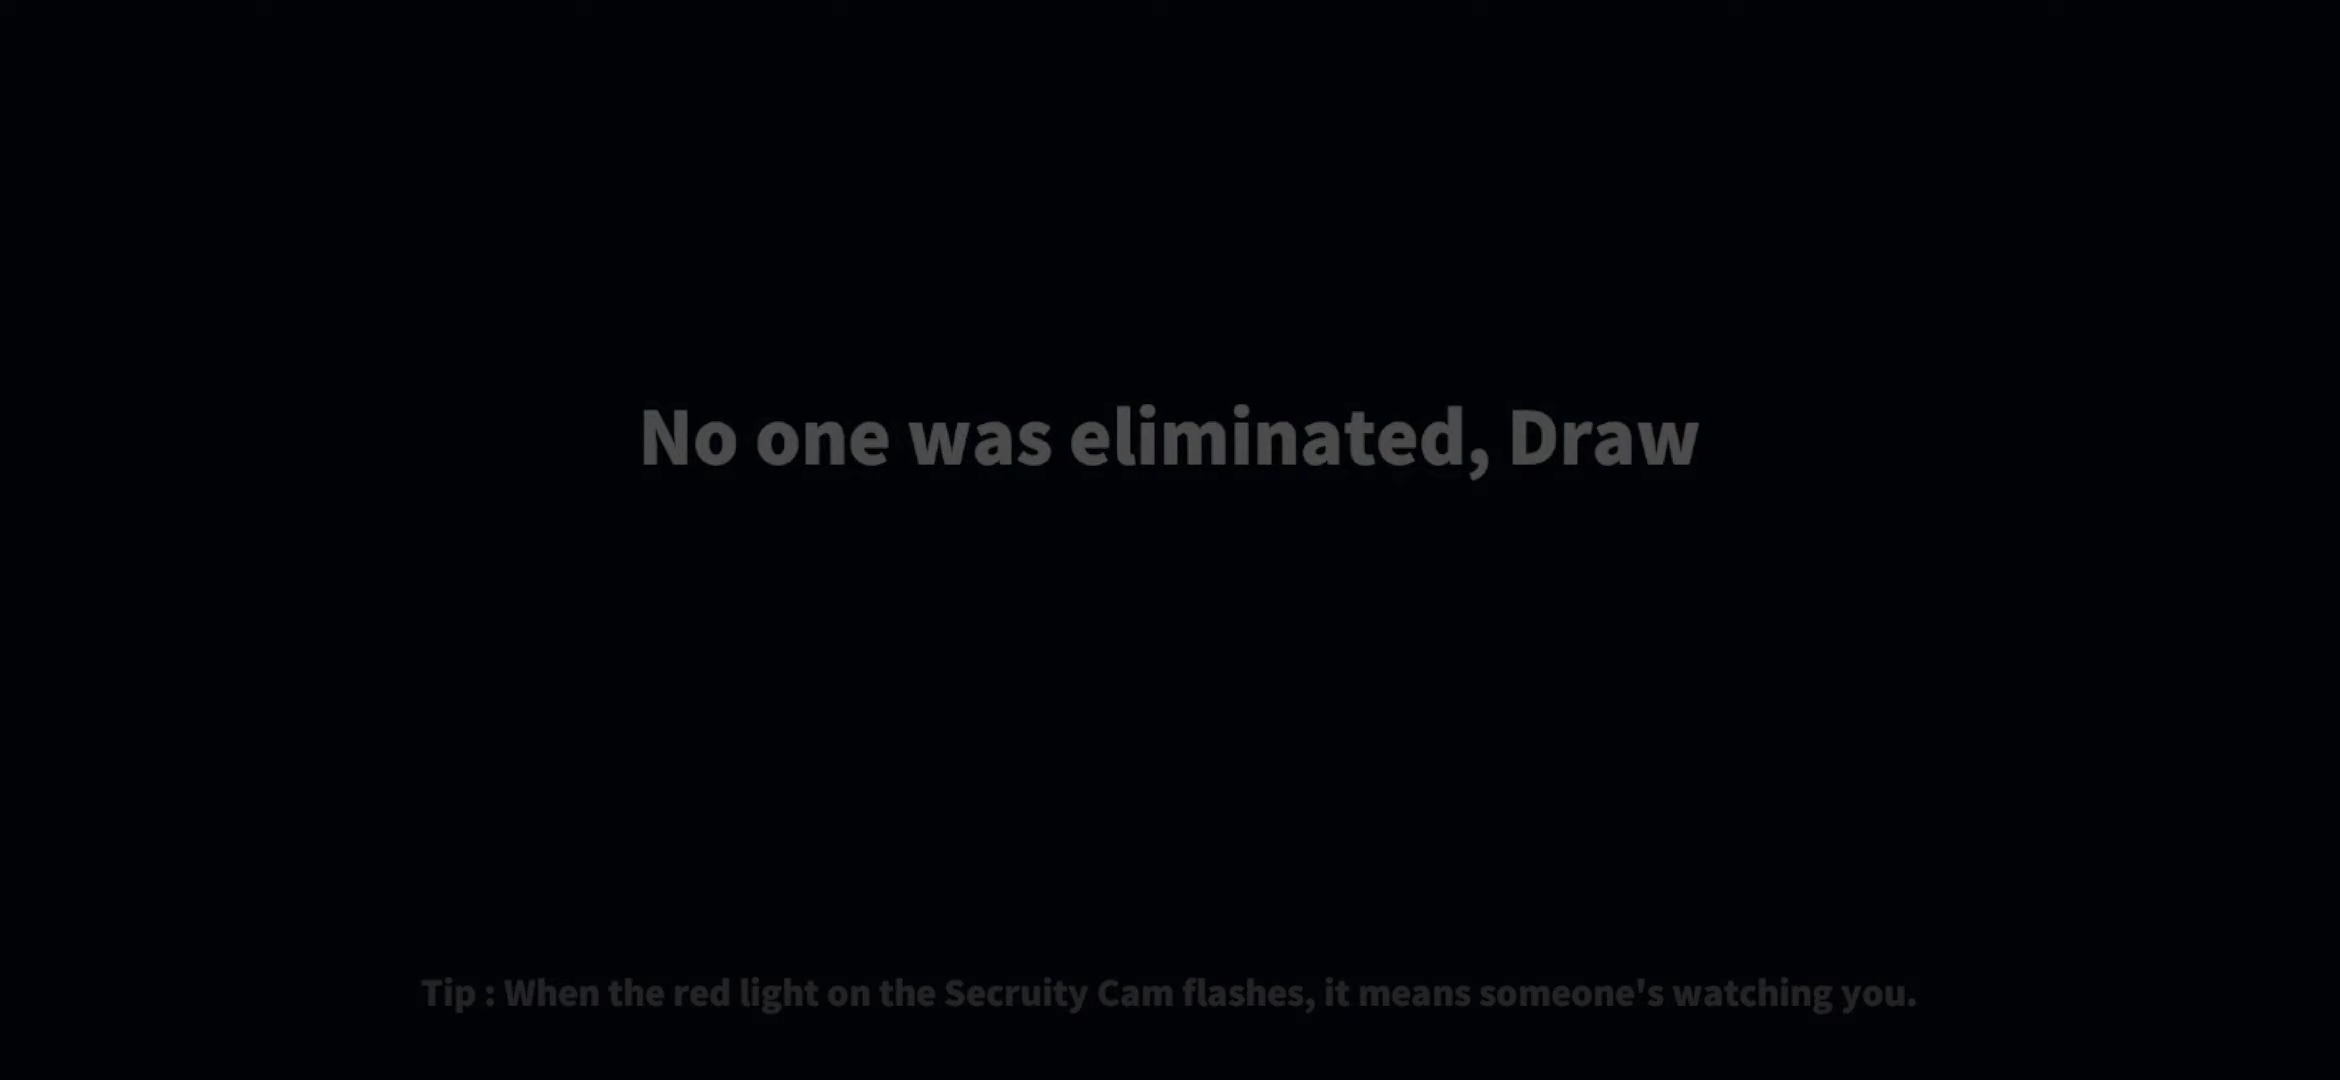 No one was eliminated, Draw
Tip : When the red light on the Secruity Cam flashes, it means someone's watching you.